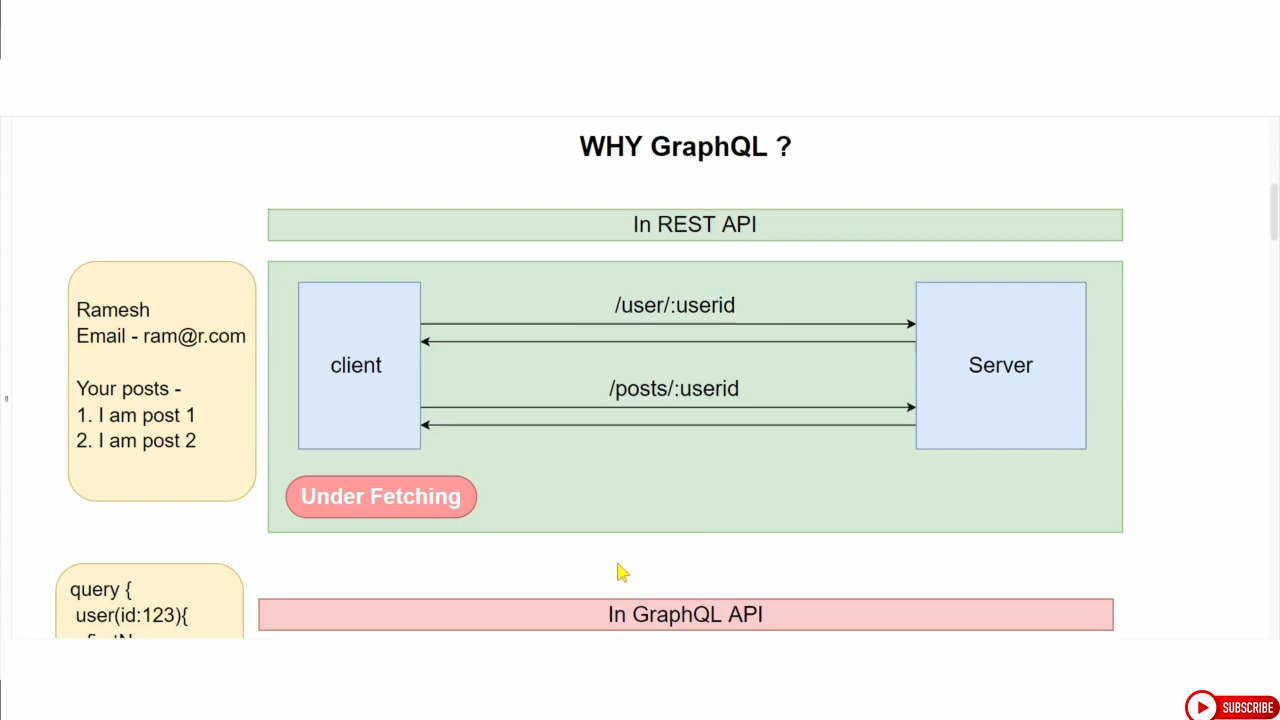 WHY GraphQL ?
In REST API
Ramesh
Email - ram@r.com
Your posts -
1. I am post 1
2. I am post 2
client
/user/:userid
/posts/:userid
Server
Under Fetching
query {
user(id:123){
In GraphQL API
SUBSCRIBE